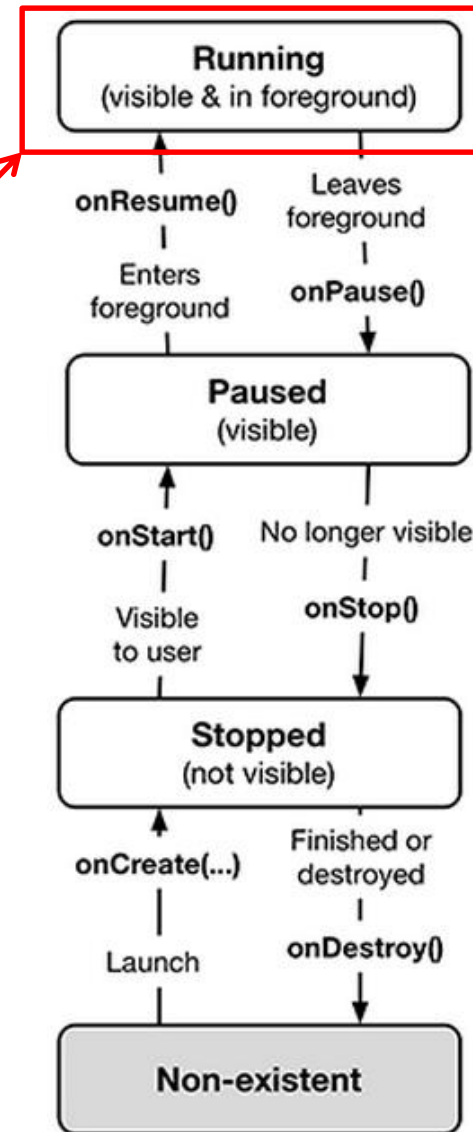 Running
(visible & in foreground)
onResume()
Enters
foreground
Leaves
foreground
onPause()
Paused
(visible)
onStart()
Visible
to user
No longer visible
onStop()
Stopped
(not visible)
onCreate(...)
Launch
Finished or
destroyed
onDestroy()
Non-existent